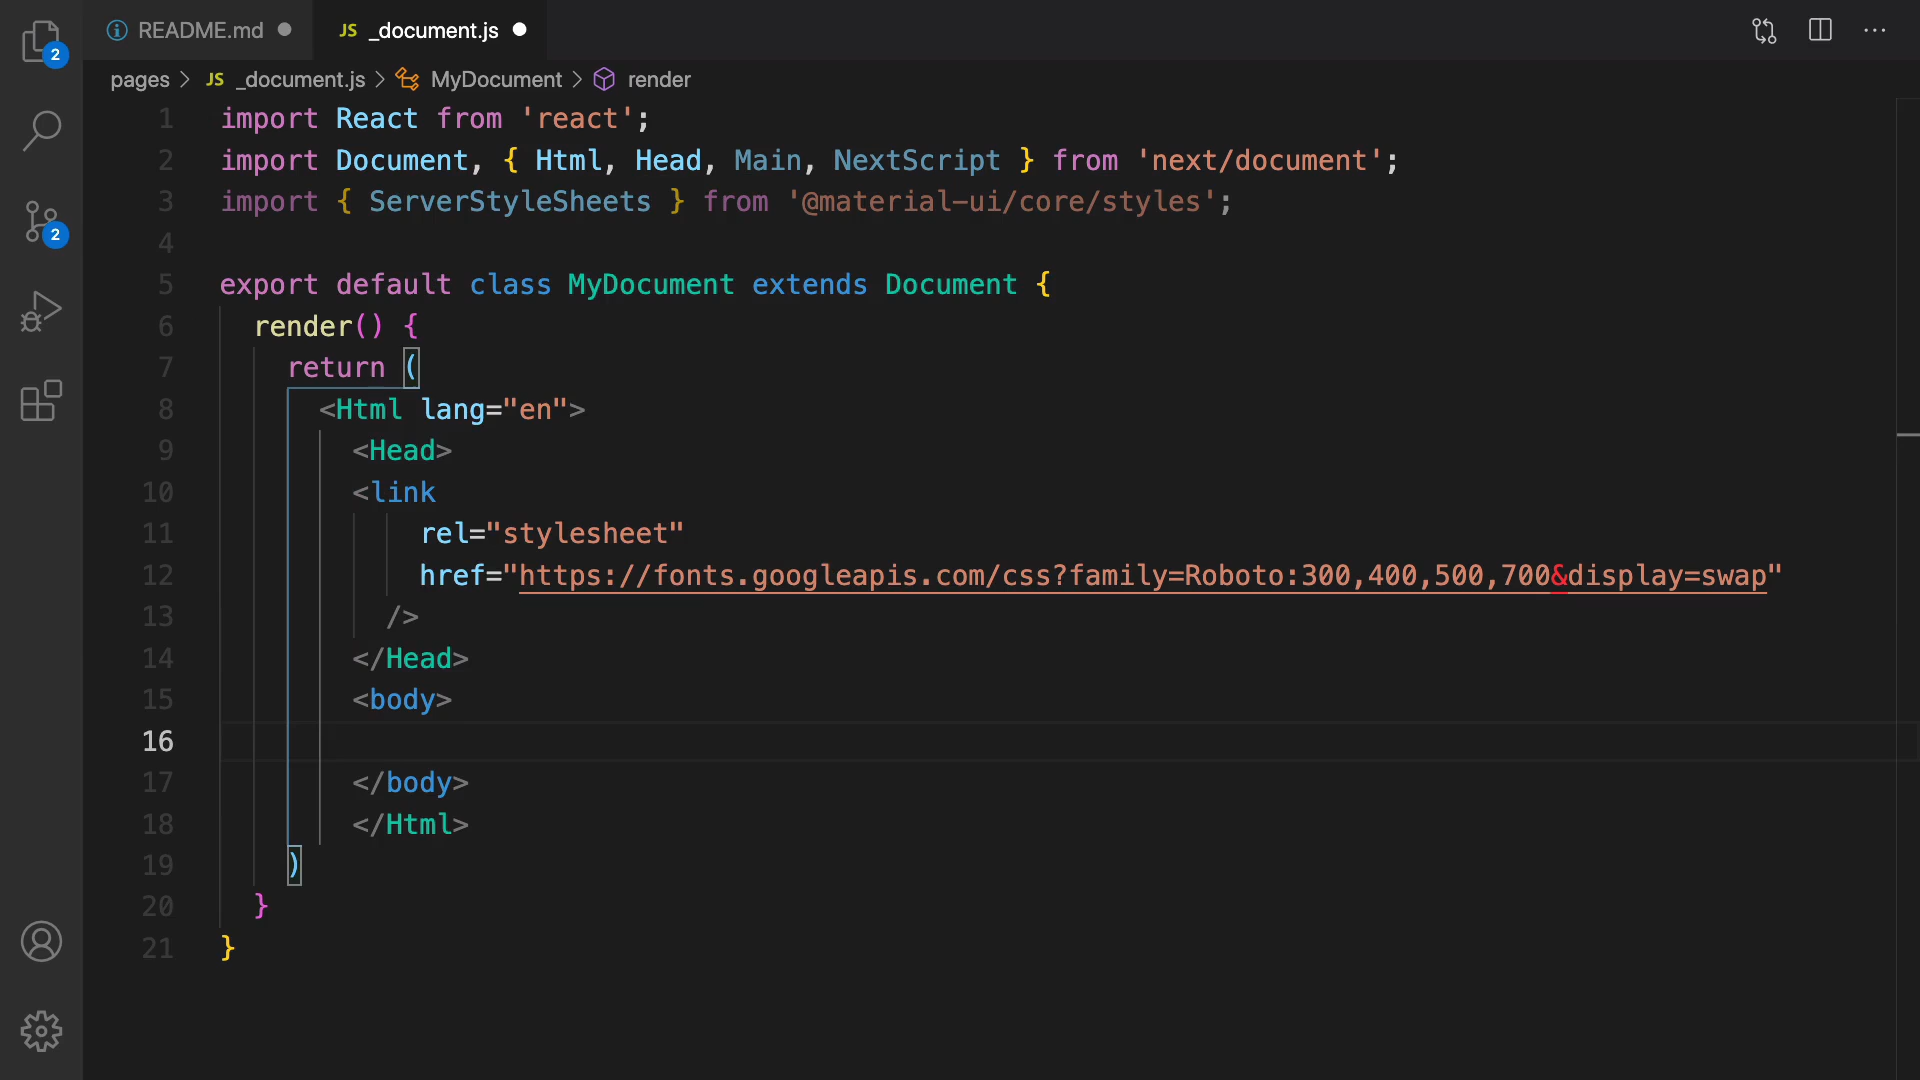 README.md
JS _document.js
2
pages > JS _document.js > MyDocument > render
1 import React from 'react';
2 import Document, { Html, Head, Main, NextScript } from 'next/document';
3 import { ServerStyleSheets } from '@material-ui/core/styles';
4
5 export default class MyDocument extends Document {
6 render() {
7 return (
8 <Html lang="en">
9 <Head>
10 <link
11 rel="stylesheet"
12 href="https://fonts.googleapis.com/css?family=Roboto:300,400,500,700&display=swap"
13 />
14 </Head>
15 <body>
16
17 </body>
18 </Html>
19 )
20 }
21 }
2